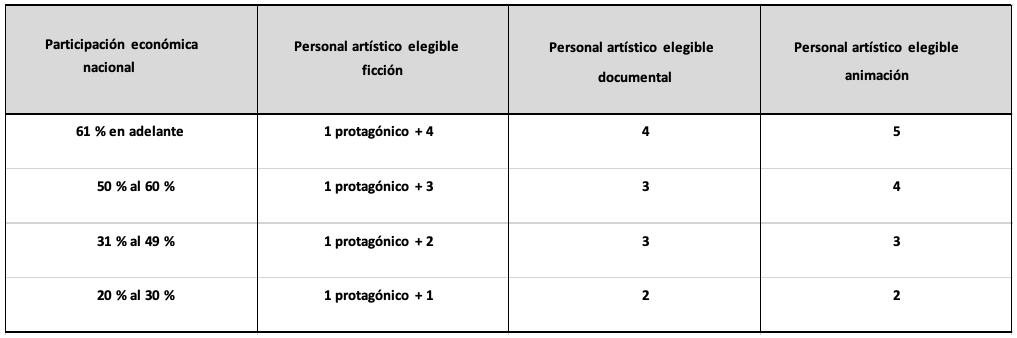 Participación económica
nacional
Personal artístico elegible
ficción
Personal artístico elegible
documental
Personal artístico elegible
animación
61 % en adelante
1 protagónico + 4
4
5
50 % al 60 %
1 protagónico + 3
3
4
31 % al 49 %
1 protagónico + 2
3
3
20 % al 30 %
1 protagónico + 1
2
2